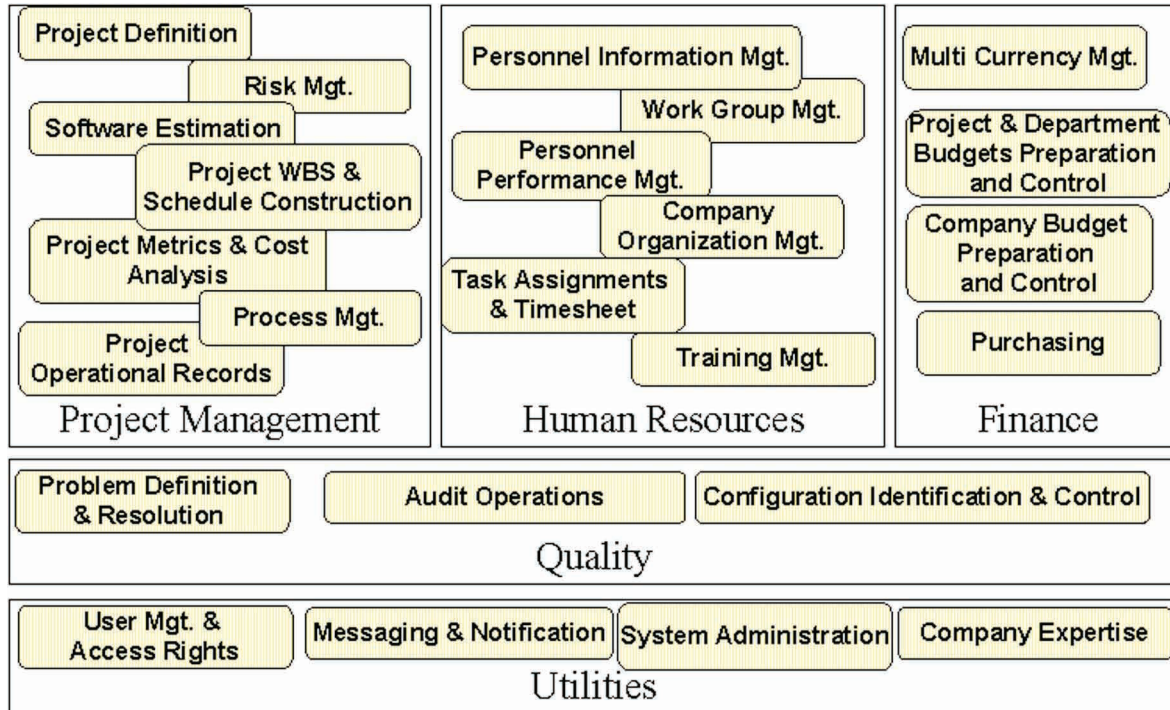 Project Definition
Risk Mgt.
Software Estimation
Project WBS &
Schedule Construction
Project Metrics & Cost
Analysis
Process Mgt.
Project
Operational Records
Project Management
Personnel Information Mgt.
Work Group Mgt.
Personnel
Performance Mgt.
Company
Organization Mgt.
Task Assignments
& Timesheet
Training Mgt.
Human Resources
Multi Currency Mgt.
Project & Department
Budgets Preparation
and Control
Company Budget
Preparation
and Control
Purchasing
Finance
Problem Definition
& Resolution
Audit Operations
Configuration Identification & Control
Quality
User Mgt. &
Access Rights
Messaging & Notification
System Administration
Company Expertise
Utilities